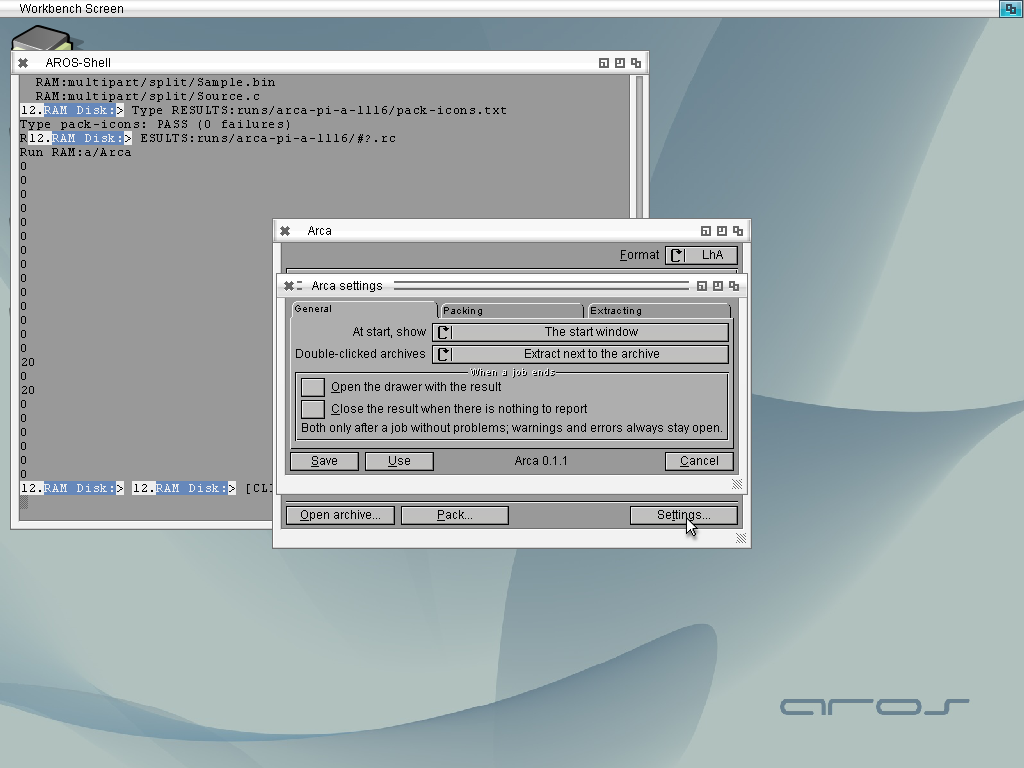 Workbench Screen
AROS-Shell
RAM:multipart/split/Sample.bin
RAM:multipart/split/Source.c
12.RAM Disk:> Type RESULTS:runs/arca-pi-a-1116/pack-icons.txt
Type pack-icons: PASS (0 failures)
R12.RAM Disk:> ESULTS:runs/arca-pi-a-1116/#?.rc
Run RAM:a/Arca
0
0
0
0
0
0
0
0
0
0
0
0
0
0
20
0
20
0
0
0
0
0
0
12.RAM Disk:> 12.RAM Disk:> [CLI
Arca
Format LhA
Arca settings
General Packing Extracting
At start, show The start window
Double-clicked archives Extract next to the archive
When a job ends
Open the drawer with the result
Close the result when there is nothing to report
Both only after a job without problems; warnings and errors always stay open.
Save Use Arca 0.1.1 Cancel
Open archive... Pack... Settings...
aros